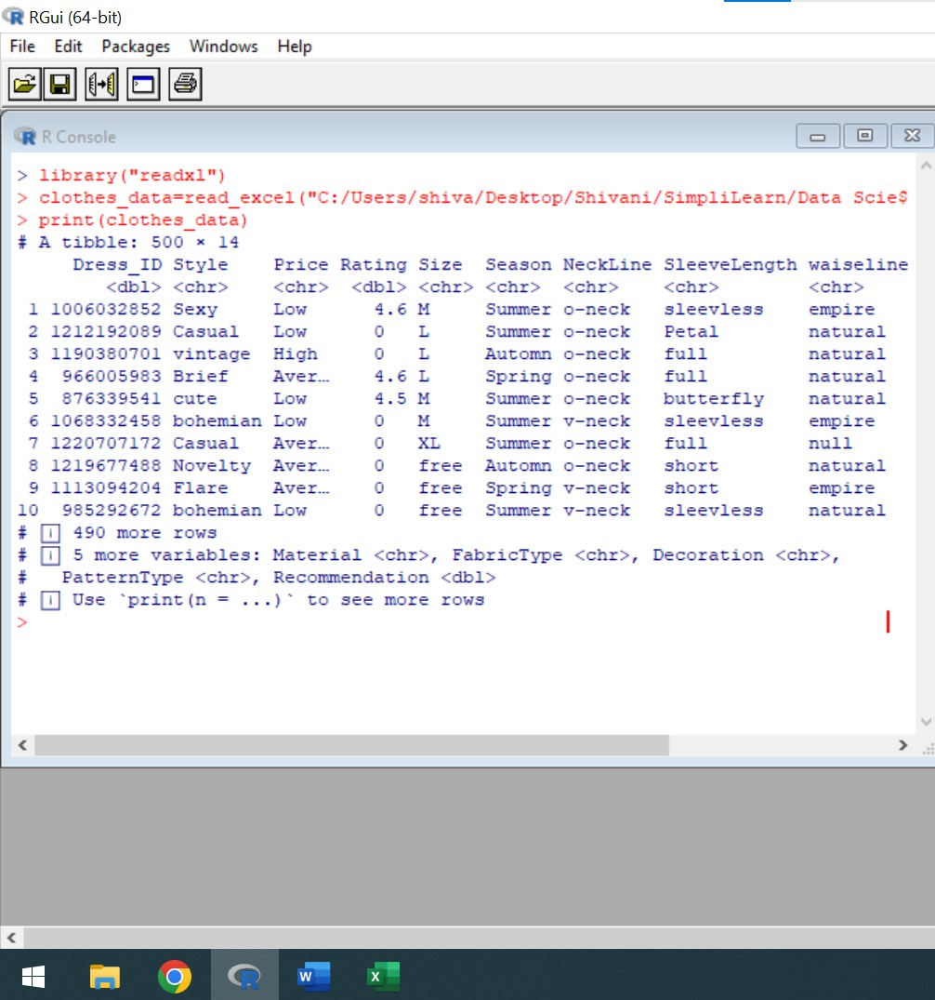 RGui (64-bit)
File Edit Packages Windows Help
R Console
> library("readxl")
> clothes_data=read_excel("C:/Users/shiva/Desktop/Shivani/SimpliLearn/Data Scie$
> print(clothes_data)
# A tibble: 500 × 14
Dress_ID Style Price Rating Size Season NeckLine SleeveLength waiseline
<dbl> <chr> <chr> <dbl> <chr> <chr> <chr> <chr> <chr>
1 1006032852 Sexy Low 4.6 M Summer o-neck sleevless empire
2 1212192089 Casual Low 0 L Summer o-neck Petal natural
3 1190380701 vintage High 0 L Automn o-neck full natural
4 966005983 Brief Aver… 4.6 L Spring o-neck full natural
5 876339541 cute Low 4.5 M Summer o-neck butterfly natural
6 1068332458 bohemian Low 0 M Summer v-neck sleevless empire
7 1220707172 Casual Aver… 0 XL Summer o-neck full null
8 1219677488 Novelty Aver… 0 free Automn o-neck short natural
9 1113094204 Flare Aver… 0 free Spring v-neck short empire
10 985292672 bohemian Low 0 free Summer v-neck sleevless natural
# i 490 more rows
# i 5 more variables: Material <chr>, FabricType <chr>, Decoration <chr>,
# PatternType <chr>, Recommendation <dbl>
# i Use `print(n = ...)` to see more rows
>